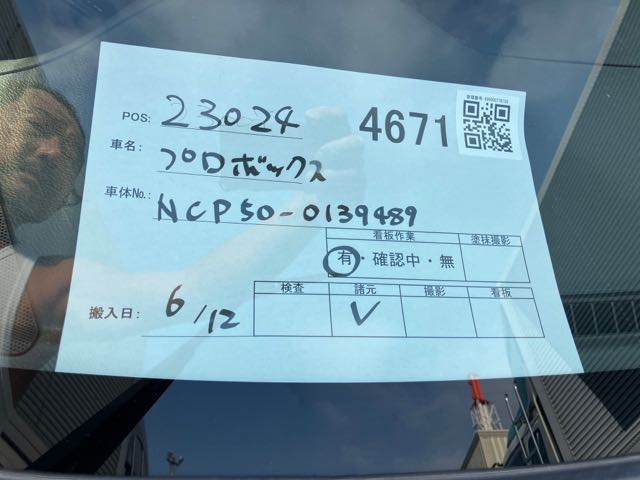 POS: 23024
4671
車名: プロボックス
車体No.: NCP50-0139489
看板作業 塗抹撮影
有・確認中・無
搬入日: 6/12
検査 諸元 撮影 看板
✓